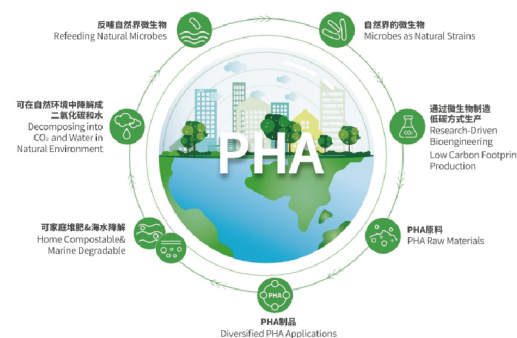 反哺自然界微生物
Refeeding Natural Microbes
自然界的微生物
Microbes as Natural Strains
通过微生物制造
低碳方式生产
Research-Driven
Bioengineering
Low Carbon Footprin
Production
PHA原料
PHA Raw Materials
PHA制品
Diversified PHA Applications
可家庭堆肥&海水降解
Home Compostable&
Marine Degradable
可在自然环境中降解成
二氧化碳和水
Decomposing into
CO₂ and Water in
Natural Environment
PHA
CO₂
PHA